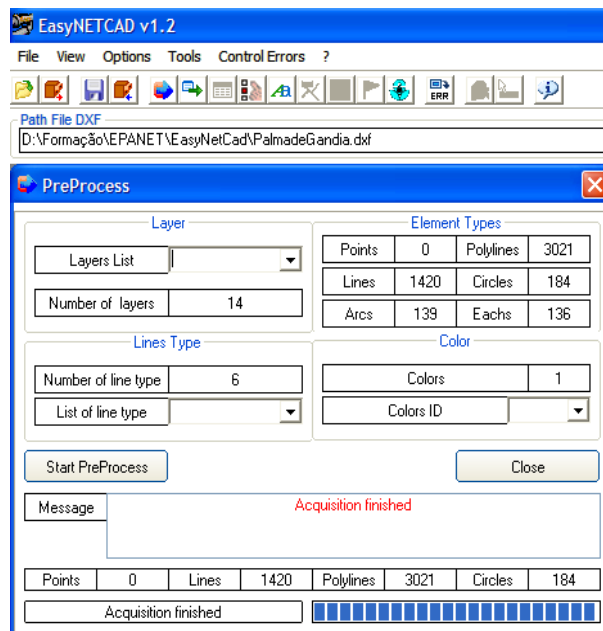 EasyNETCAD v1.2
File View Options Tools Control Errors ?
ERR
Path File DXF
D:\Formação\EPANET\EasyNetCad\PalmadeGandia.dxf
PreProcess
Layer
Layers List
Number of layers 14
Element Types
Points 0 Polylines 3021
Lines 1420 Circles 184
Arcs 139 Eachs 136
Lines Type
Number of line type 6
List of line type
Color
Colors 1
Colors ID
Start PreProcess
Close
Message
Acquisition finished
Points 0 Lines 1420 Polylines 3021 Circles 184
Acquisition finished